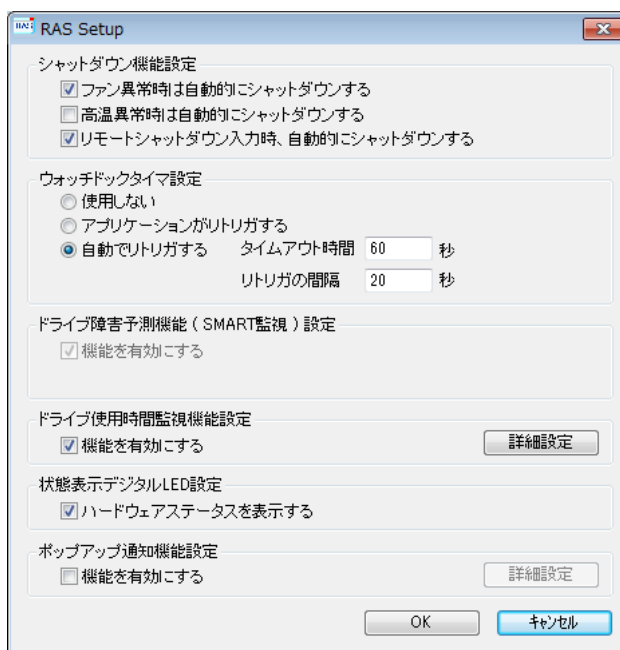 RAS RAS Setup
シャットダウン機能設定
ファン異常時は自動的にシャットダウンする
高温異常時は自動的にシャットダウンする
リモートシャットダウン入力時、自動的にシャットダウンする
ウォッチドックタイマ設定
使用しない
アプリケーションがリトリガする
自動でリトリガする タイムアウト時間 60 秒
リトリガの間隔 20 秒
ドライブ障害予測機能 ( SMART監視 ) 設定
機能を有効にする
ドライブ使用時間監視機能設定
機能を有効にする 詳細設定
状態表示デジタルLED設定
ハードウェアステータスを表示する
ポップアップ通知機能設定
機能を有効にする 詳細設定
OK キャンセル